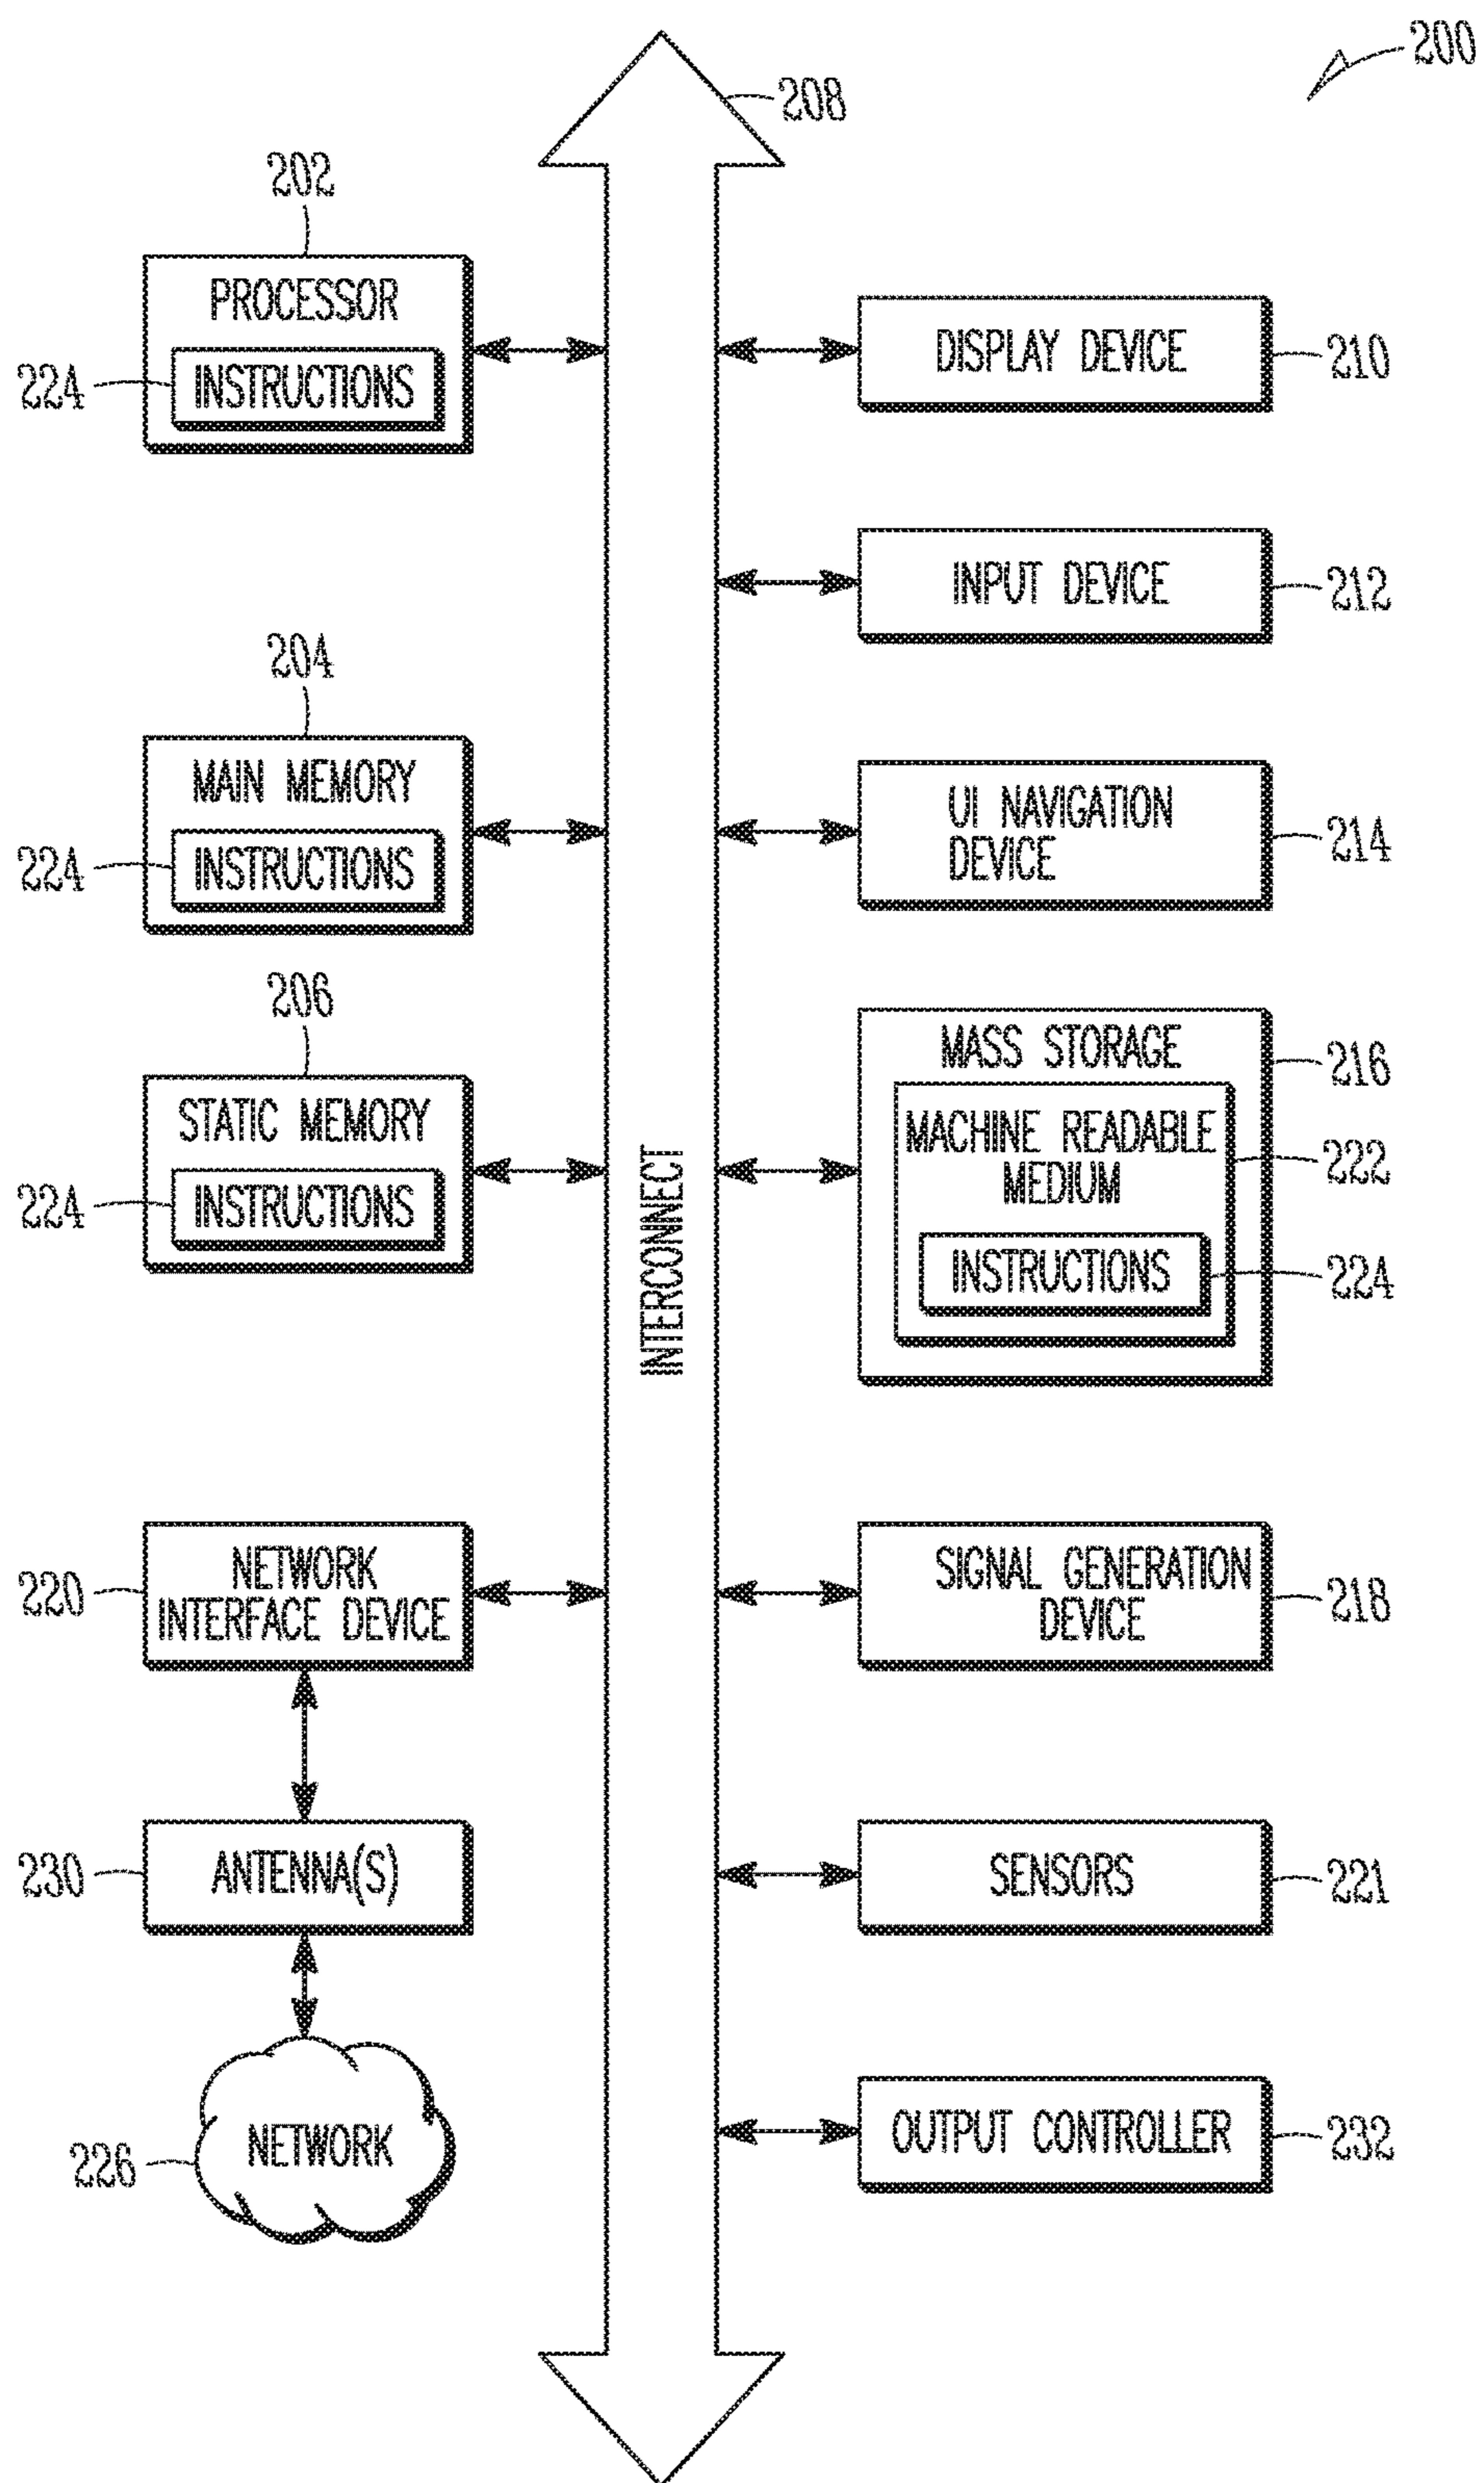 200
208
202
PROCESSOR
224
INSTRUCTIONS
DISPLAY DEVICE
210
INPUT DEVICE
212
204
MAIN MEMORY
224
INSTRUCTIONS
UI NAVIGATION
DEVICE
214
206
STATIC MEMORY
224
INSTRUCTIONS
INTERCONNECT
MASS STORAGE
216
MACHINE READABLE
MEDIUM
222
INSTRUCTIONS
224
220
NETWORK
INTERFACE DEVICE
SIGNAL GENERATION
DEVICE
218
230
ANTENNA(S)
SENSORS
221
226
NETWORK
OUTPUT CONTROLLER
232